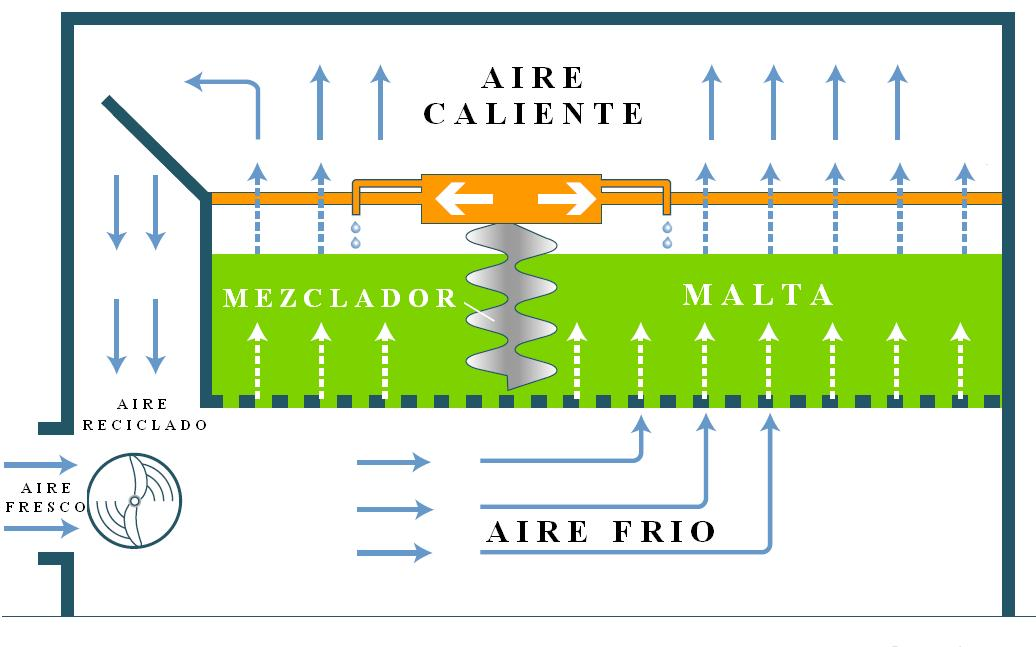 AIRE
CALIENTE
MEZCLADOR
MALTA
AIRE
RECICLADO
AIRE
FRESCO
AIRE FRIO